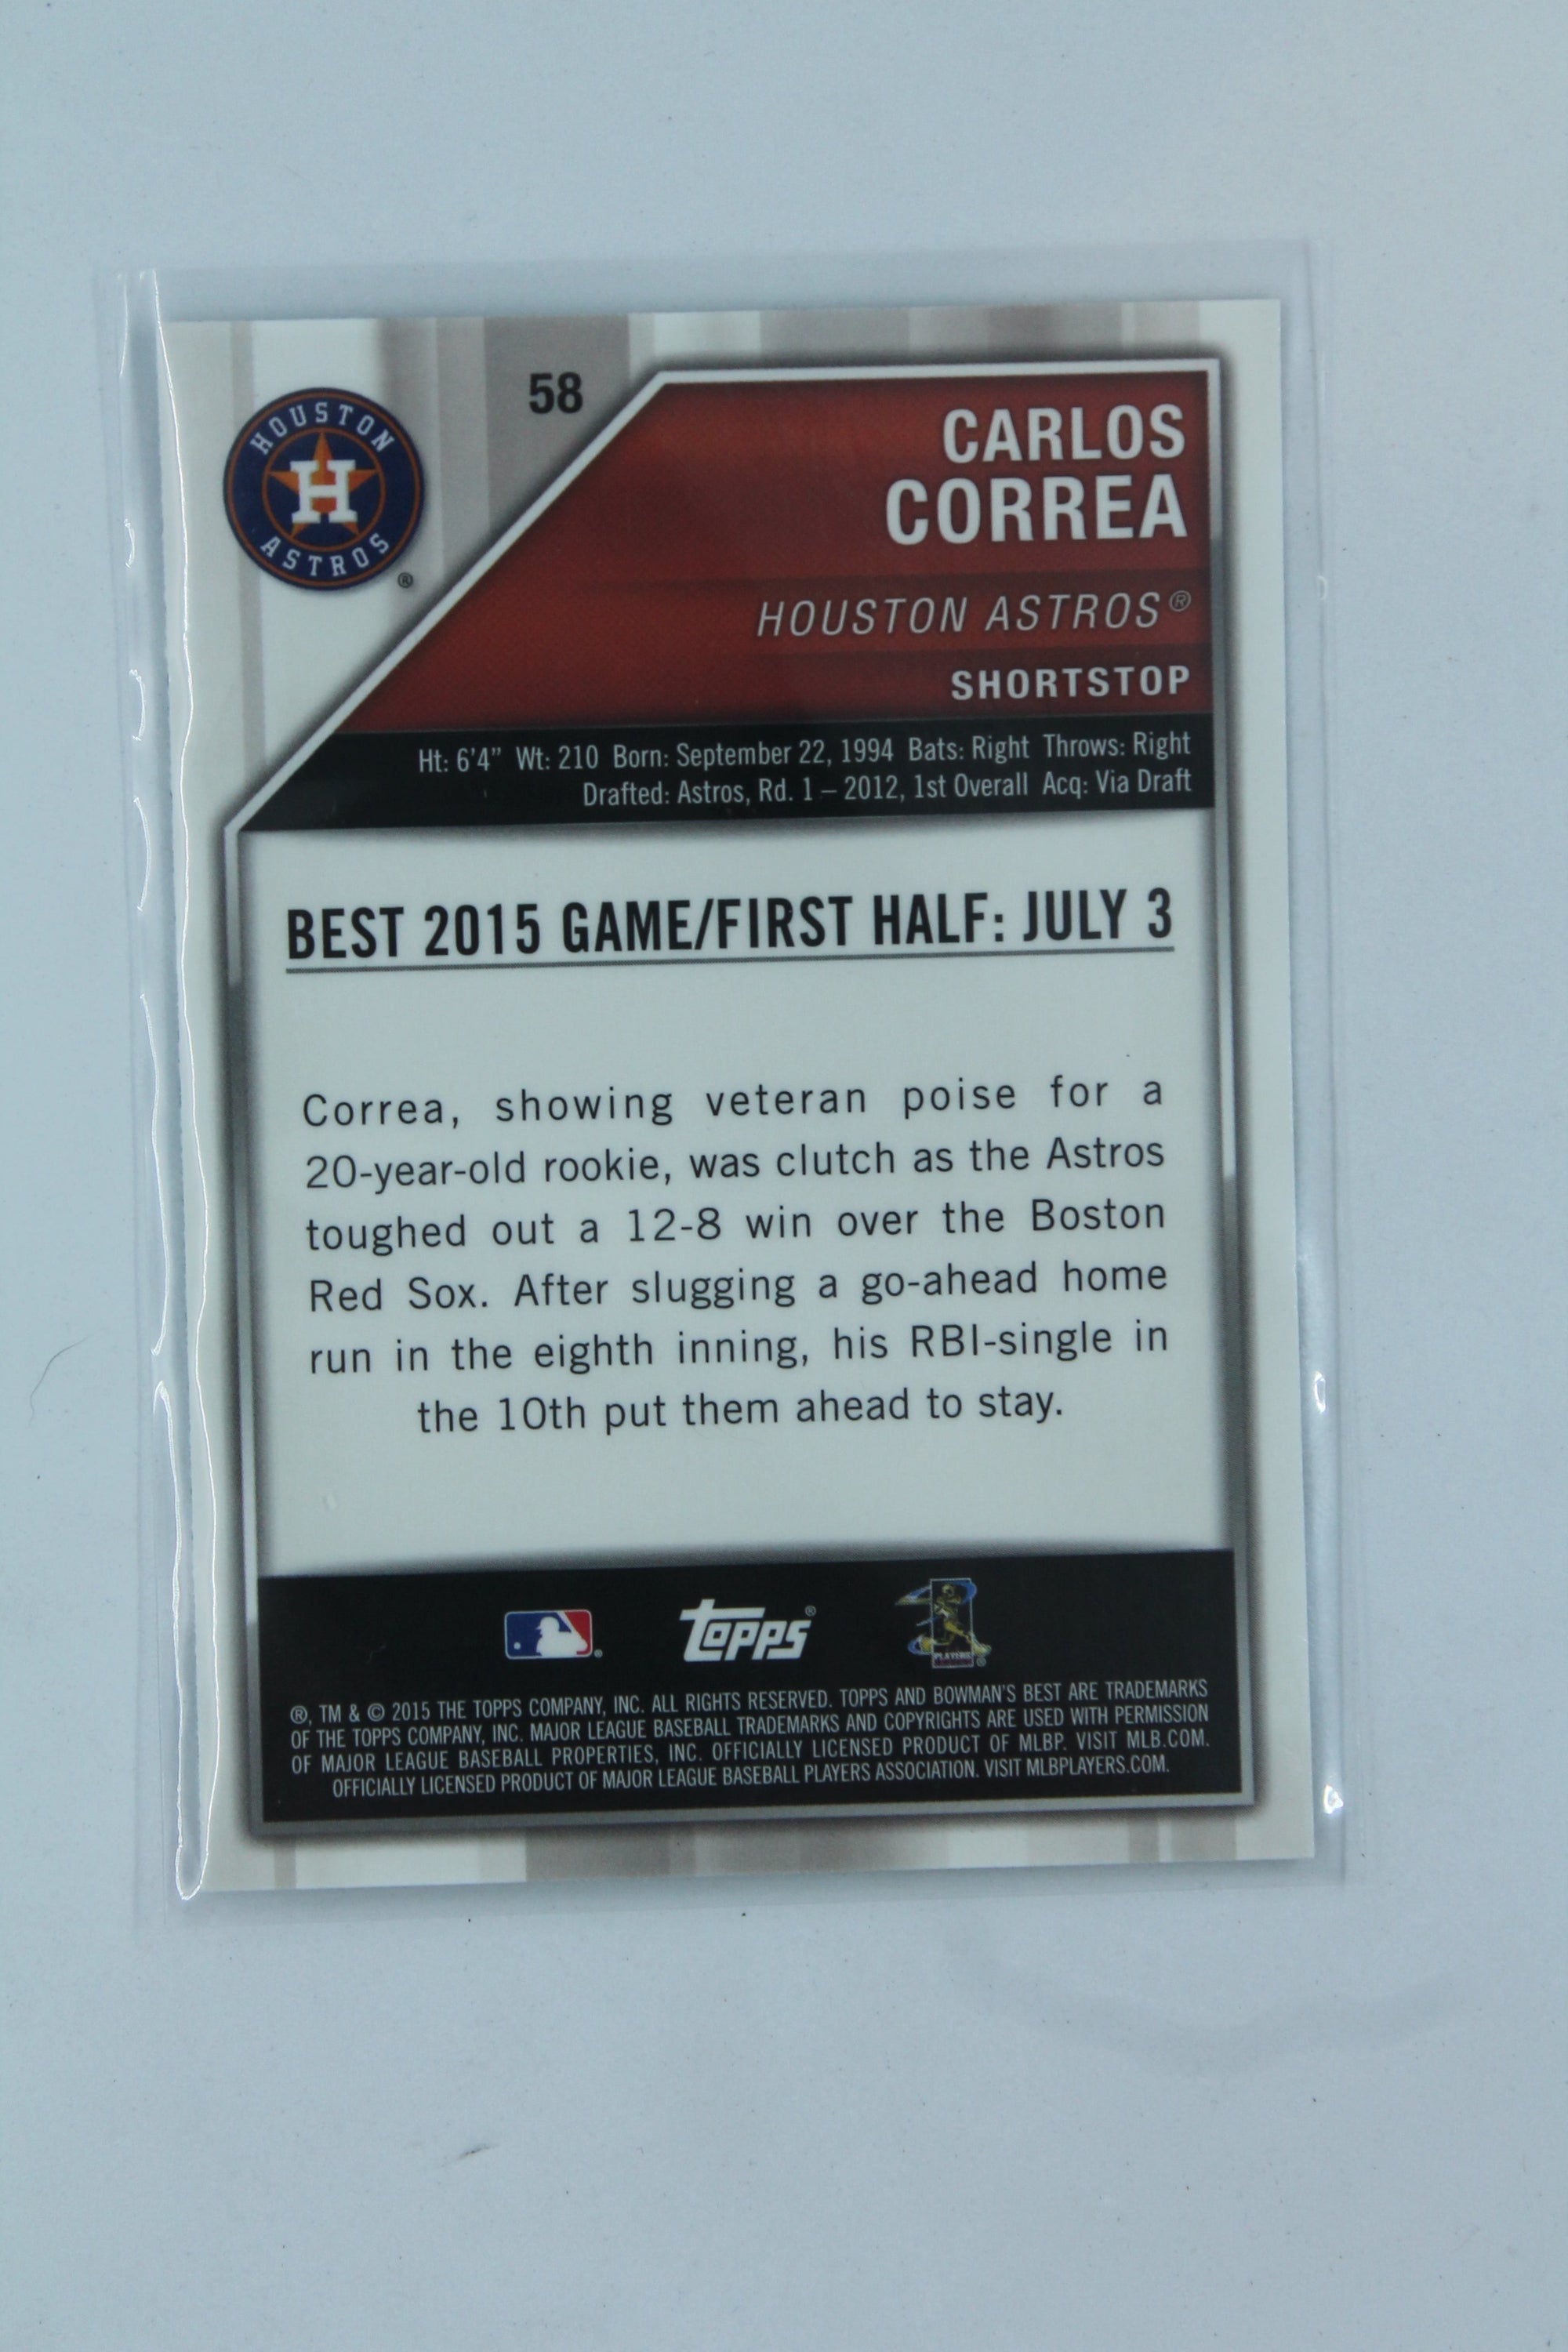 58
HOUSTON
H
ASTROS
®
CARLOS
CORREA
HOUSTON ASTROS®
SHORTSTOP
Ht: 6'4" Wt: 210 Born: September 22, 1994 Bats: Right Throws: Right
Drafted: Astros, Rd. 1 – 2012, 1st Overall Acq: Via Draft
BEST 2015 GAME/FIRST HALF: JULY 3
Correa, showing veteran poise for a
20-year-old rookie, was clutch as the Astros
toughed out a 12-8 win over the Boston
Red Sox. After slugging a go-ahead home
run in the eighth inning, his RBI-single in
the 10th put them ahead to stay.
Topps®
PLAYERS
®, TM & © 2015 THE TOPPS COMPANY, INC. ALL RIGHTS RESERVED. TOPPS AND BOWMAN'S BEST ARE TRADEMARKS
OF THE TOPPS COMPANY, INC. MAJOR LEAGUE BASEBALL TRADEMARKS AND COPYRIGHTS ARE USED WITH PERMISSION
OF MAJOR LEAGUE BASEBALL PROPERTIES, INC. OFFICIALLY LICENSED PRODUCT OF MLBP. VISIT MLB.COM.
OFFICIALLY LICENSED PRODUCT OF MAJOR LEAGUE BASEBALL PLAYERS ASSOCIATION. VISIT MLBPLAYERS.COM.